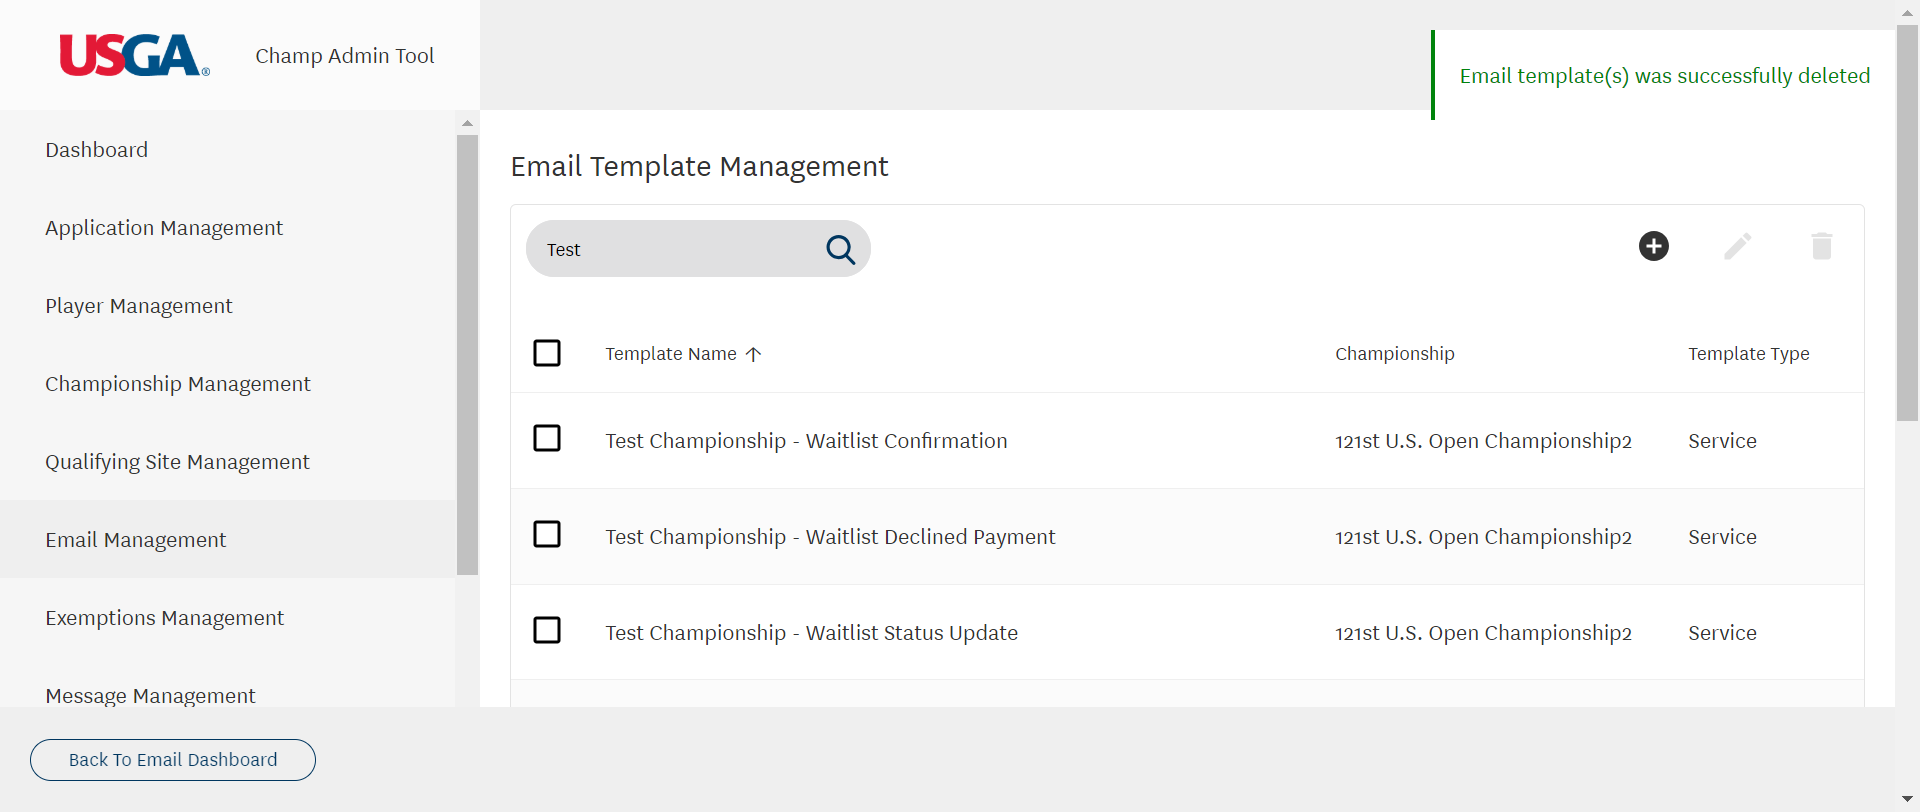 USGA®
Champ Admin Tool
Email template(s) was successfully deleted
Dashboard
Application Management
Player Management
Championship Management
Qualifying Site Management
Email Management
Exemptions Management
Message Management
Email Template Management
Test
Template Name Championship Template Type
Test Championship - Waitlist Confirmation 121st U.S. Open Championship2 Service
Test Championship - Waitlist Declined Payment 121st U.S. Open Championship2 Service
Test Championship - Waitlist Status Update 121st U.S. Open Championship2 Service
Back To Email Dashboard